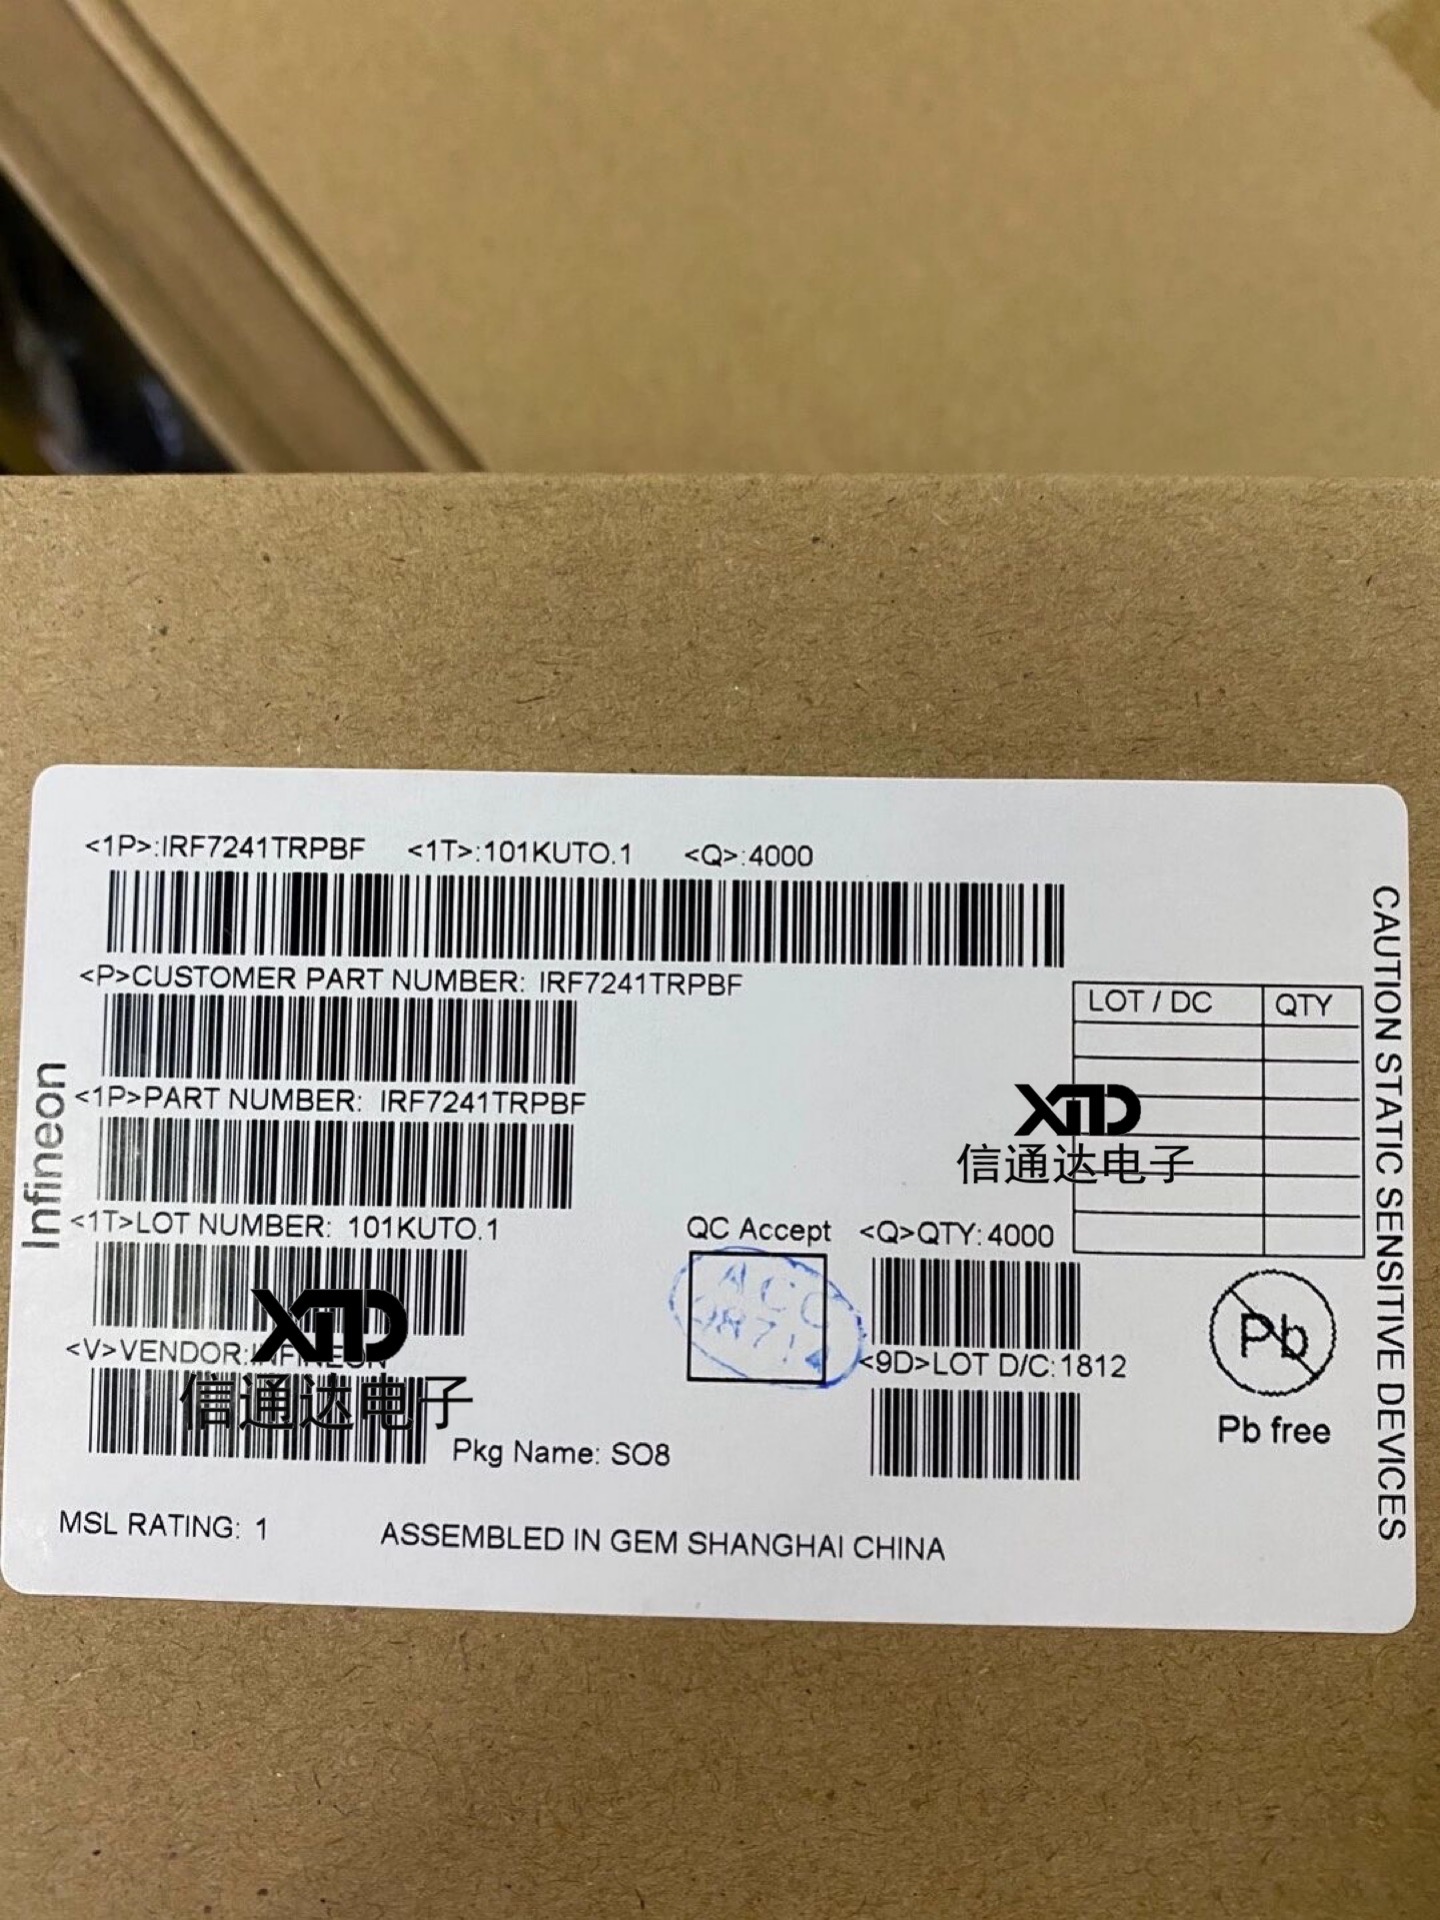 <1P>:IRF7241TRPBF <1T>:101KUTO.1 <Q>:4000
<P>CUSTOMER PART NUMBER: IRF7241TRPBF
LOT / DC QTY
<1P>PART NUMBER: IRF7241TRPBF
XTD
信通达电子
<1T>LOT NUMBER: 101KUTO.1
QC Accept
ACC
<Q>QTY:4000
XTD
<V>VENDOR:INFINEON
信通达电子
<9D>LOT D/C:1812
Pb
Pb free
Pkg Name: SO8
MSL RATING: 1
ASSEMBLED IN GEM SHANGHAI CHINA
Infineon
CAUTION STATIC SENSITIVE DEVICES